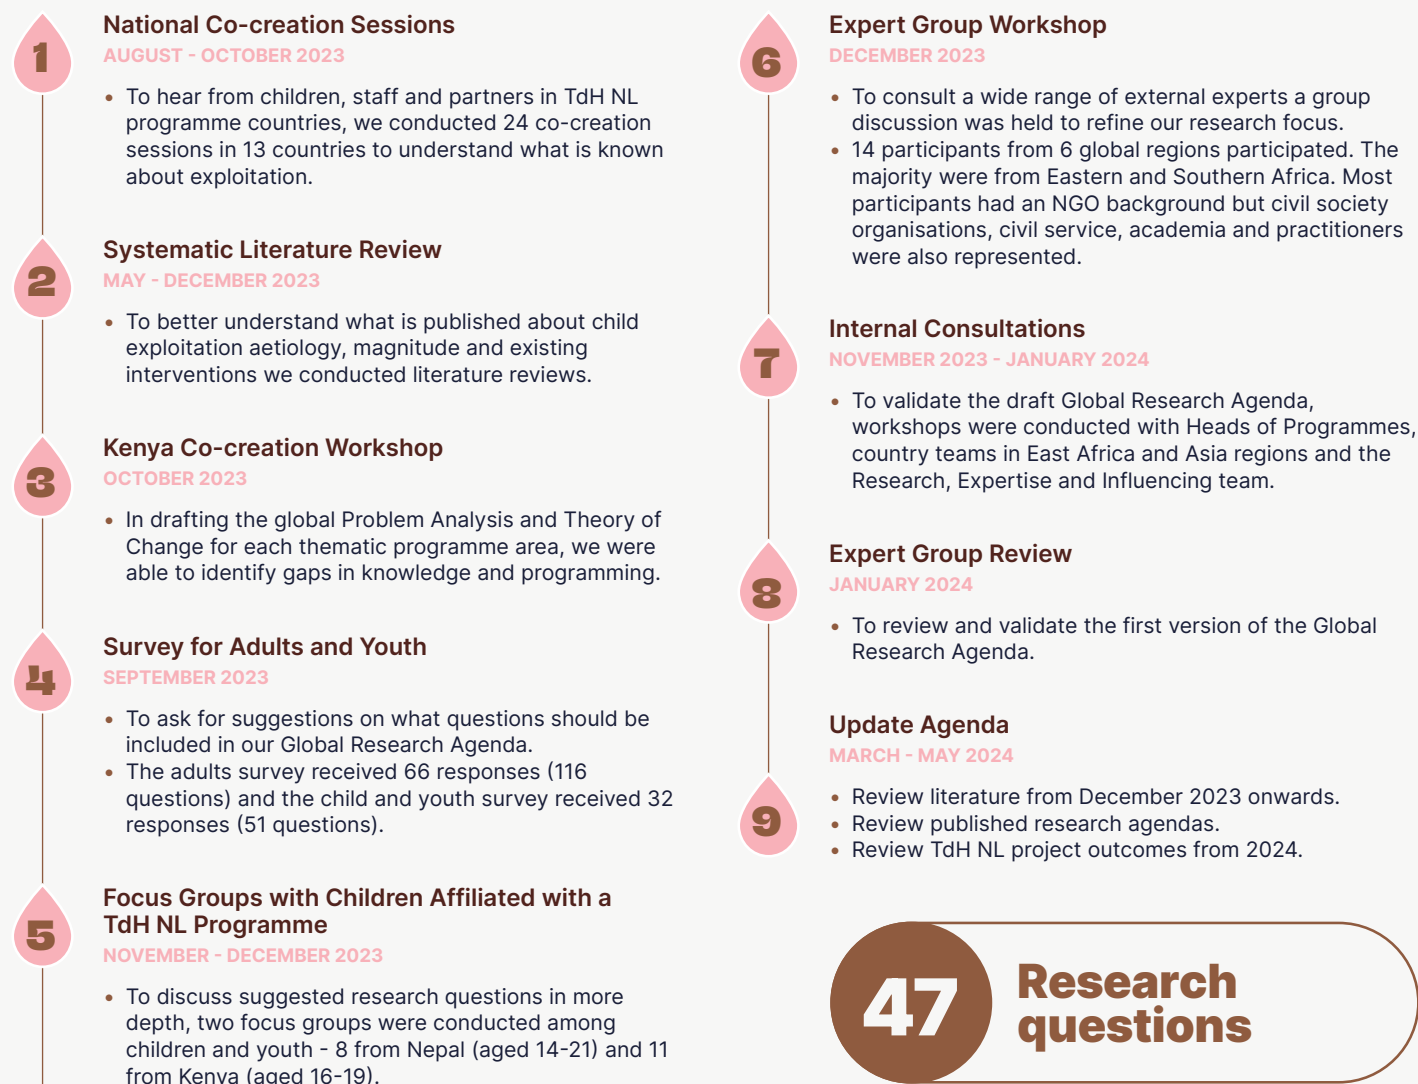 1
National Co-creation Sessions
AUGUST - OCTOBER 2023
• To hear from children, staff and partners in TdH NL
programme countries, we conducted 24 co-creation
sessions in 13 countries to understand what is known
about exploitation.
2
Systematic Literature Review
MAY - DECEMBER 2023
• To better understand what is published about child
exploitation aetiology, magnitude and existing
interventions we conducted literature reviews.
3
Kenya Co-creation Workshop
OCTOBER 2023
• In drafting the global Problem Analysis and Theory of
Change for each thematic programme area, we were
able to identify gaps in knowledge and programming.
4
Survey for Adults and Youth
SEPTEMBER 2023
• To ask for suggestions on what questions should be
included in our Global Research Agenda.
• The adults survey received 66 responses (116
questions) and the child and youth survey received 32
responses (51 questions).
5
Focus Groups with Children Affiliated with a
TdH NL Programme
NOVEMBER - DECEMBER 2023
• To discuss suggested research questions in more
depth, two focus groups were conducted among
children and youth - 8 from Nepal (aged 14-21) and 11
from Kenya (aged 16-19).
6
Expert Group Workshop
DECEMBER 2023
• To consult a wide range of external experts a group
discussion was held to refine our research focus.
• 14 participants from 6 global regions participated. The
majority were from Eastern and Southern Africa. Most
participants had an NGO background but civil society
organisations, civil service, academia and practitioners
were also represented.
7
Internal Consultations
NOVEMBER 2023 - JANUARY 2024
• To validate the draft Global Research Agenda,
workshops were conducted with Heads of Programmes,
country teams in East Africa and Asia regions and the
Research, Expertise and Influencing team.
8
Expert Group Review
JANUARY 2024
• To review and validate the first version of the Global
Research Agenda.
9
Update Agenda
MARCH - MAY 2024
• Review literature from December 2023 onwards.
• Review published research agendas.
• Review TdH NL project outcomes from 2024.
47
Research
questions